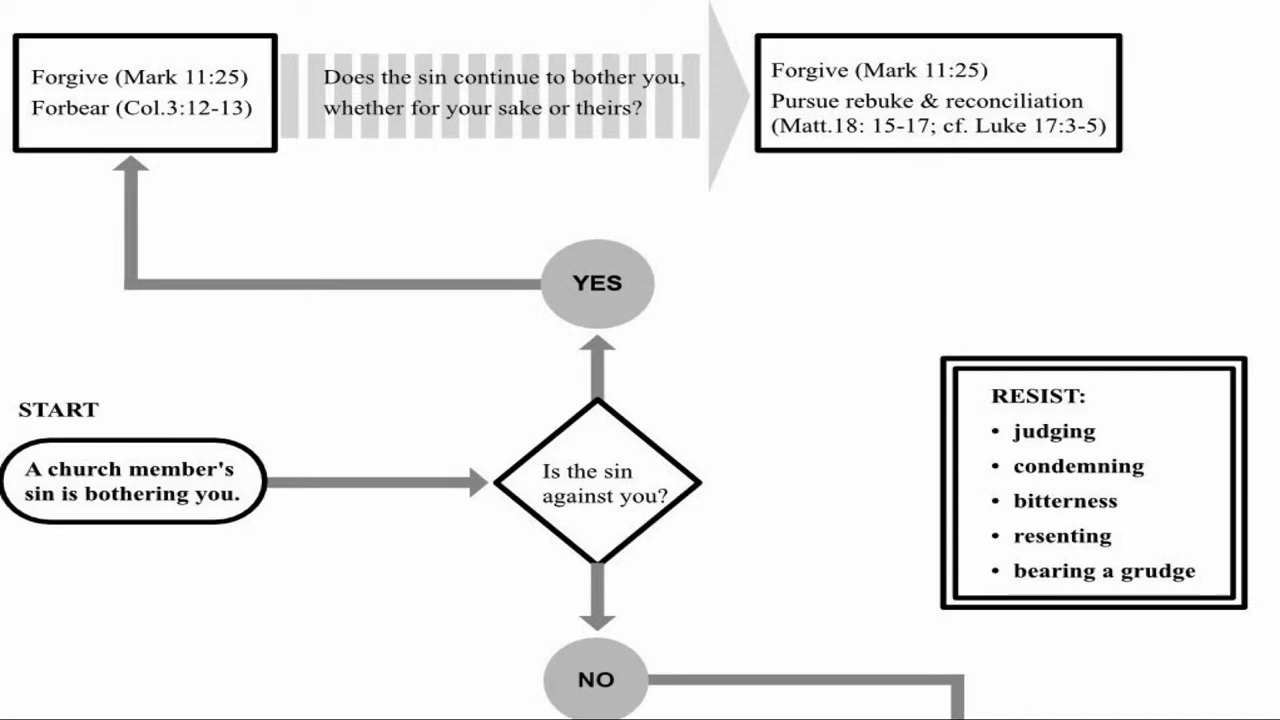 Forgive (Mark 11:25)
Forbear (Col.3:12-13)
Does the sin continue to bother you,
whether for your sake or theirs?
Forgive (Mark 11:25)
Pursue rebuke & reconciliation
(Matt.18: 15-17; cf. Luke 17:3-5)
YES
START
A church member's
sin is bothering you.
Is the sin
against you?
RESIST:
• judging
• condemning
• bitterness
• resenting
• bearing a grudge
NO